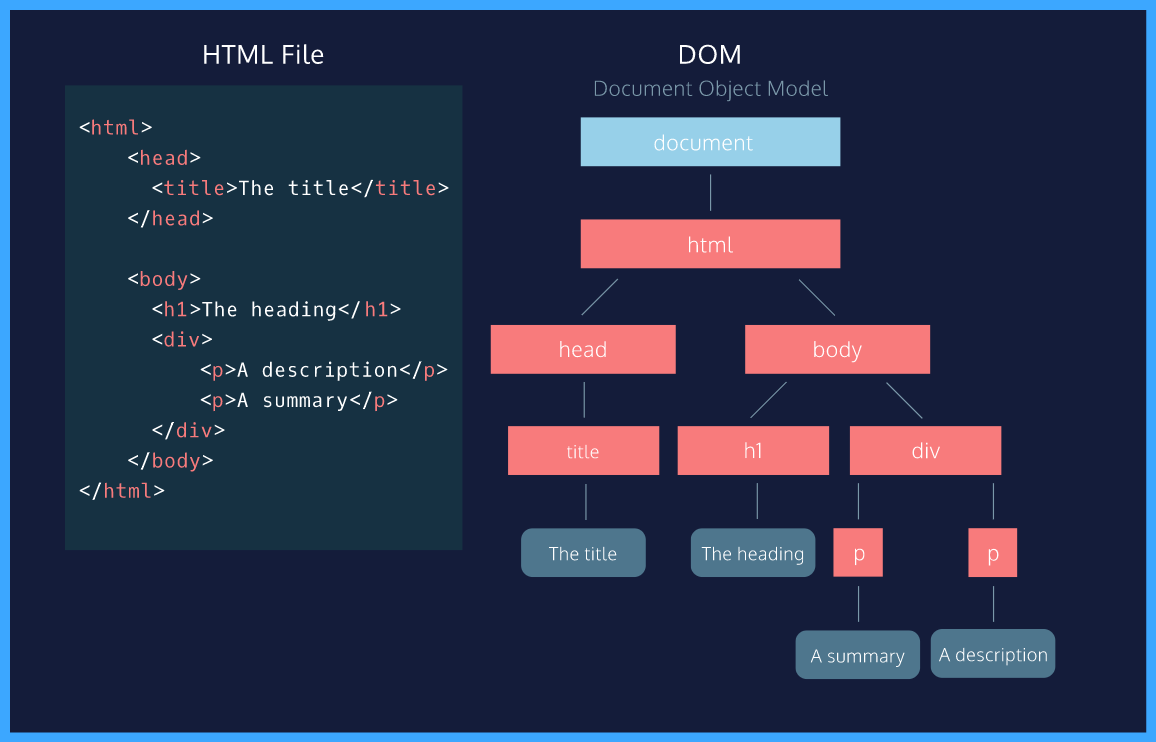 HTML File
<html>
<head>
<title>The title</title>
</head>
<body>
<h1>The heading</h1>
<div>
<p>A description</p>
<p>A summary</p>
</div>
</body>
</html>
DOM
Document Object Model
document
html
head
body
title
h1
div
The title
The heading
p
p
A summary
A description